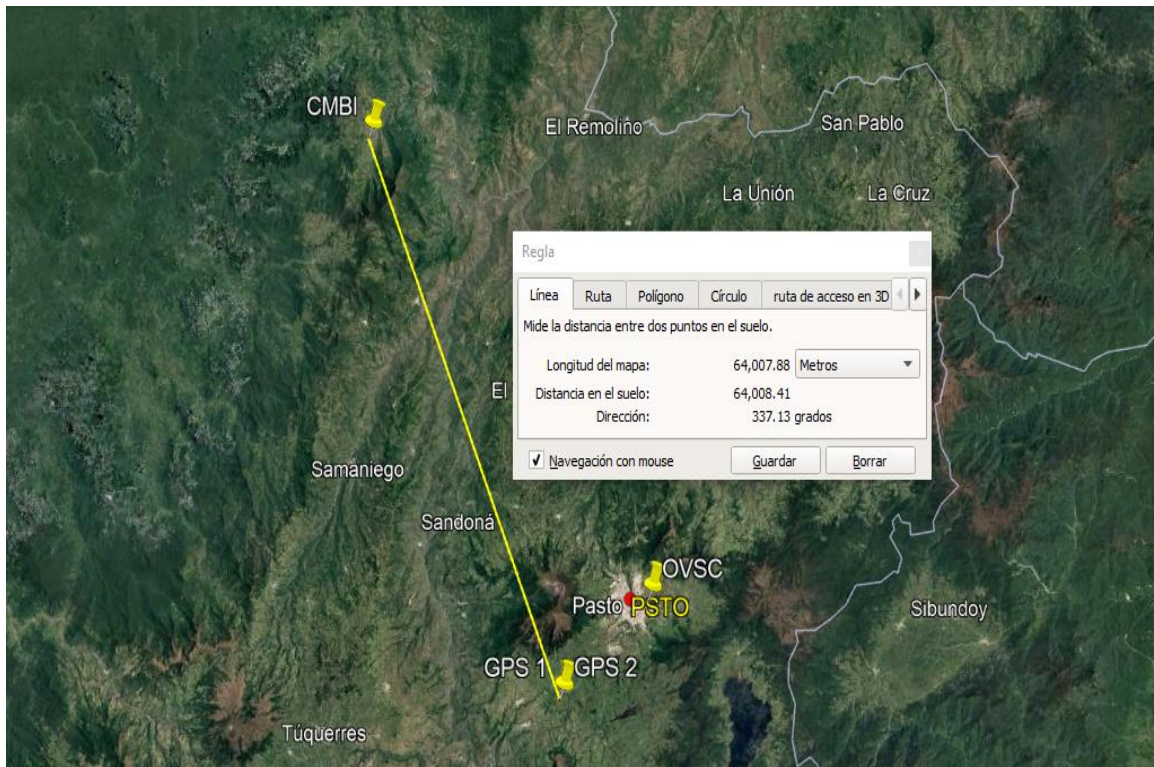 CMBI
El Remolino
San Pablo
La Unión
La Cruz
Regla
Línea
Ruta
Polígono
Círculo
ruta de acceso en 3D
Mide la distancia entre dos puntos en el suelo.
Longitud del mapa: 64,007.88 Metros
Distancia en el suelo: 64,008.41
Dirección: 337.13 grados
Navegación con mouse
Guardar
Borrar
El
Samaniego
Sandoná
OVSC
Pasto
PSTO
Sibundoy
GPS 1
GPS 2
Túquerres